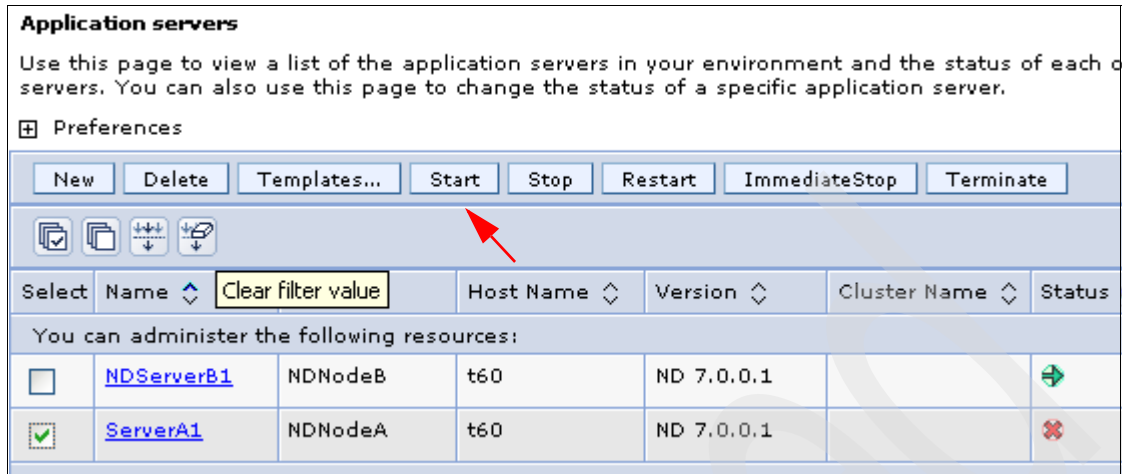 Application servers
Use this page to view a list of the application servers in your environment and the status of each o
servers. You can also use this page to change the status of a specific application server.
Preferences
New Delete Templates... Start Stop Restart ImmediateStop Terminate
Select Name Clear filter value Host Name Version Cluster Name Status
You can administer the following resources:
NDServerB1 NDNodeB t60 ND 7.0.0.1
ServerA1 NDNodeA t60 ND 7.0.0.1